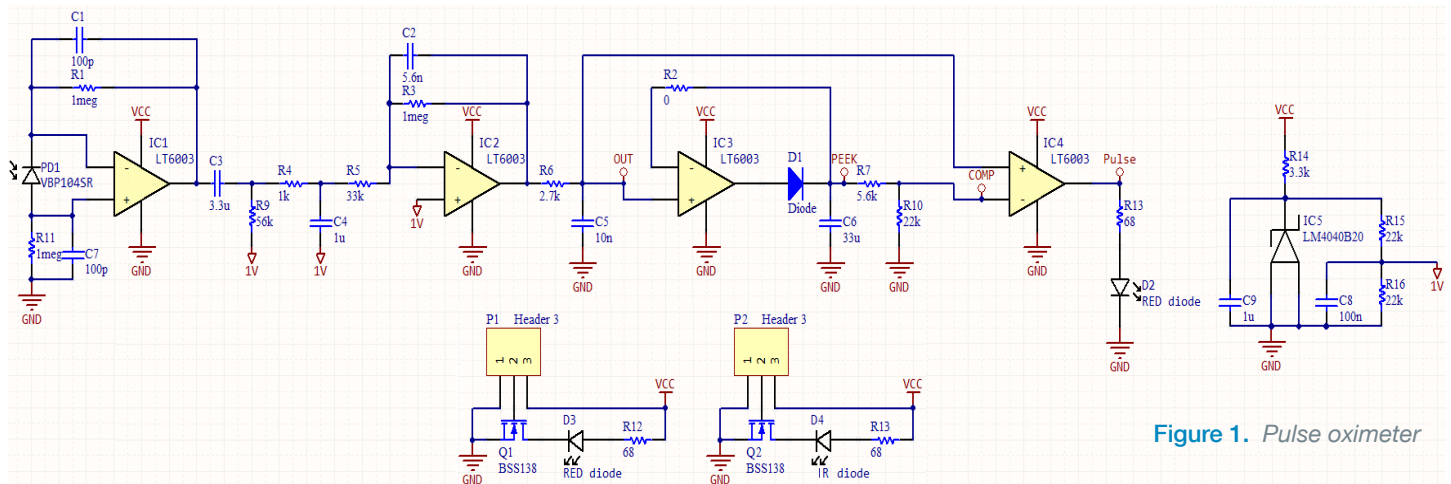 C1
100p
R1
1meg
PD1
VBP104SR
R11
1meg
C7
100p
GND
VCC
IC1
LT6003
-
+
GND
C3
3.3u
R9
56k
1V
R4
1k
C4
1u
1V
R5
33k
C2
5.6n
R3
1meg
VCC
IC2
LT6003
-
+
1V
GND
R6
2.7k
OUT
C5
10n
GND
R2
0
VCC
IC3
LT6003
-
+
GND
D1
Diode
PEEK
C6
33u
GND
R7
5.6k
R10
22k
GND
COMP
VCC
IC4
LT6003
+
-
GND
Pulse
R13
68
D2
RED diode
GND
VCC
R14
3.3k
IC5
LM4040B20
R15
22k
R16
22k
1V
C9
1u
C8
100n
GND
P1 Header 3
1 2 3
VCC
D3
R12
68
Q1
BSS138
RED diode
GND
P2 Header 3
1 2 3
VCC
D4
R13
68
Q2
BSS138
IR diode
GND
Figure 1. Pulse oximeter